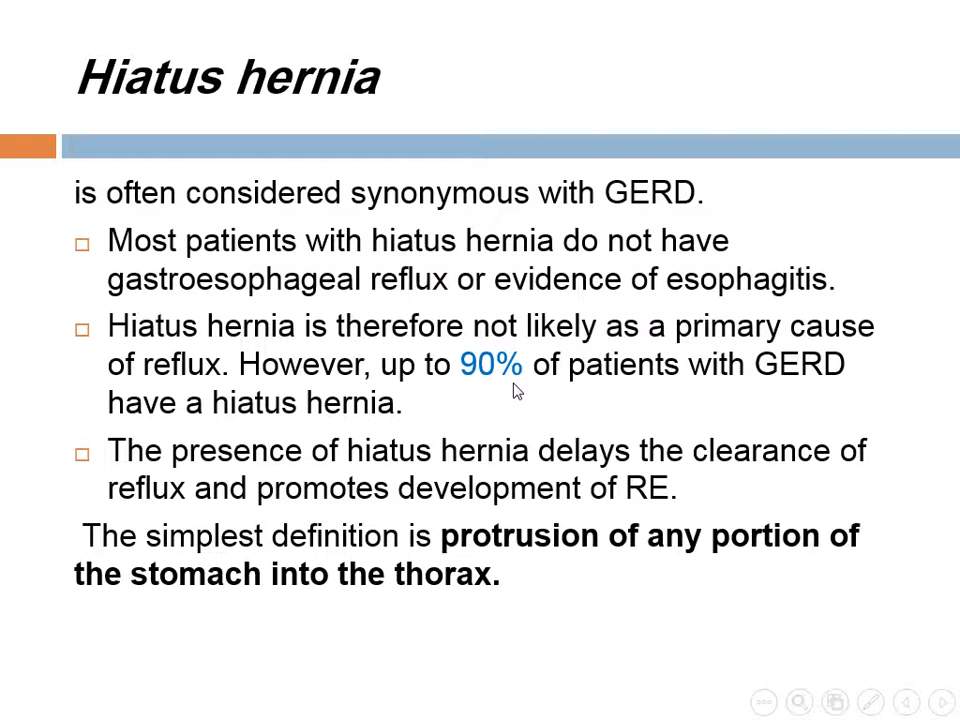 Hiatus hernia
is often considered synonymous with GERD.
Most patients with hiatus hernia do not have
gastroesophageal reflux or evidence of esophagitis.
Hiatus hernia is therefore not likely as a primary cause
of reflux. However, up to 90% of patients with GERD
have a hiatus hernia.
The presence of hiatus hernia delays the clearance of
reflux and promotes development of RE.
The simplest definition is protrusion of any portion of
the stomach into the thorax.